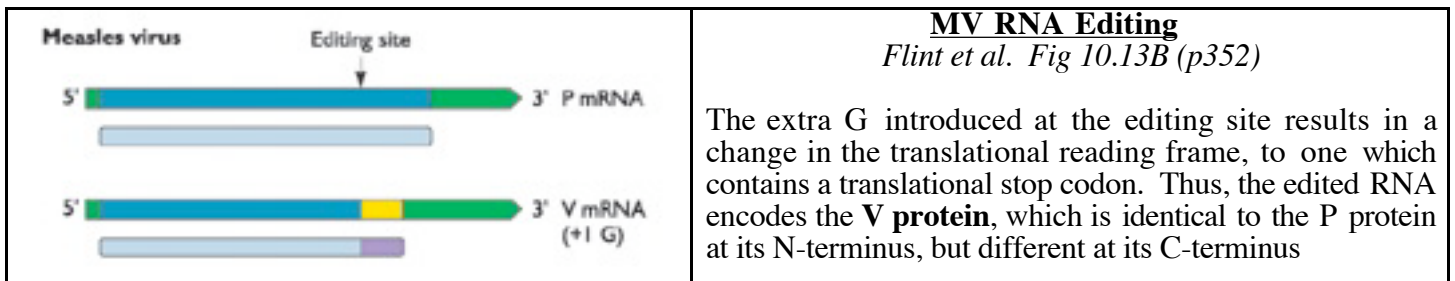 Measles virus
Editing site
5' 3' P mRNA
5' 3' V mRNA
(+1 G)
MV RNA Editing
Flint et al. Fig 10.13B (p352)
The extra G introduced at the editing site results in a
change in the translational reading frame, to one which
contains a translational stop codon. Thus, the edited RNA
encodes the V protein, which is identical to the P protein
at its N-terminus, but different at its C-terminus